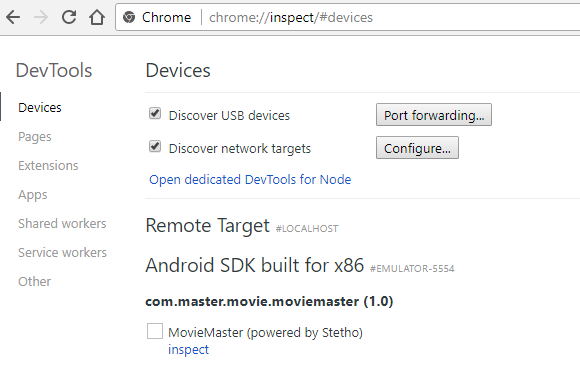 Chrome chrome://inspect/#devices
DevTools
Devices
Pages
Extensions
Apps
Shared workers
Service workers
Other
Devices
Discover USB devices Port forwarding...
Discover network targets Configure...
Open dedicated DevTools for Node
Remote Target #LOCALHOST
Android SDK built for x86 #EMULATOR-5554
com.master.movie.moviemaster (1.0)
MovieMaster (powered by Stetho)
inspect